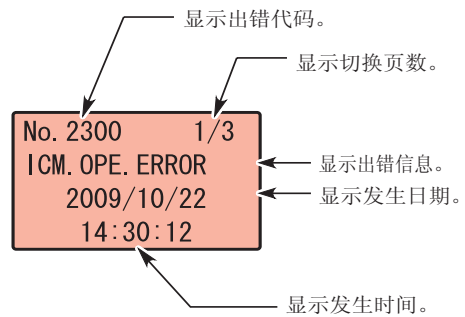 显示出错代码。
显示切换页数。
No. 2300 1/3
ICM. OPE. ERROR
显示出错信息。
2009/10/22
显示发生日期。
14:30:12
显示发生时间。